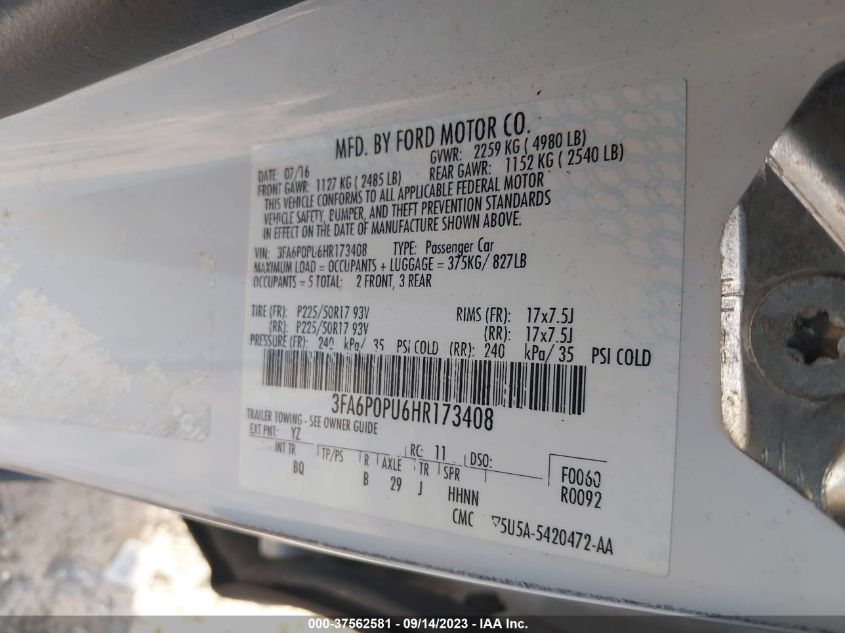 MFD. BY FORD MOTOR CO.
DATE: 07/16 GVWR: 2259 KG ( 4980 LB)
FRONT GAWR: 1127 KG ( 2485 LB) REAR GAWR: 1152 KG ( 2540 LB)
THIS VEHICLE CONFORMS TO ALL APPLICABLE FEDERAL MOTOR
VEHICLE SAFETY, BUMPER, AND THEFT PREVENTION STANDARDS
IN EFFECT ON THE DATE OF MANUFACTURE SHOWN ABOVE.
VIN: 3FA6P0PU6HR173408 TYPE: Passenger Car
MAXIMUM LOAD = OCCUPANTS + LUGGAGE = 375KG/ 827LB
OCCUPANTS = 5 TOTAL: 2 FRONT, 3 REAR
TIRE (FR): P225/50R17 93V RIMS (FR): 17x7.5J
(RR): P225/50R17 93V (RR): 17x7.5J
PRESSURE (FR): 240 kPa/ 35 PSI COLD (RR): 240 kPa/ 35 PSI COLD
3FA6P0PU6HR173408
TRAILER TOWING - SEE OWNER GUIDE
EXT PNT: YZ RC: 11 DSO: F0060
INT TR TP/PS R AXLE TR SPR R0092
BQ B 29 J HHNN
CMC ▽5U5A-5420472-AA
000-37562581 - 09/14/2023 - IAA Inc.